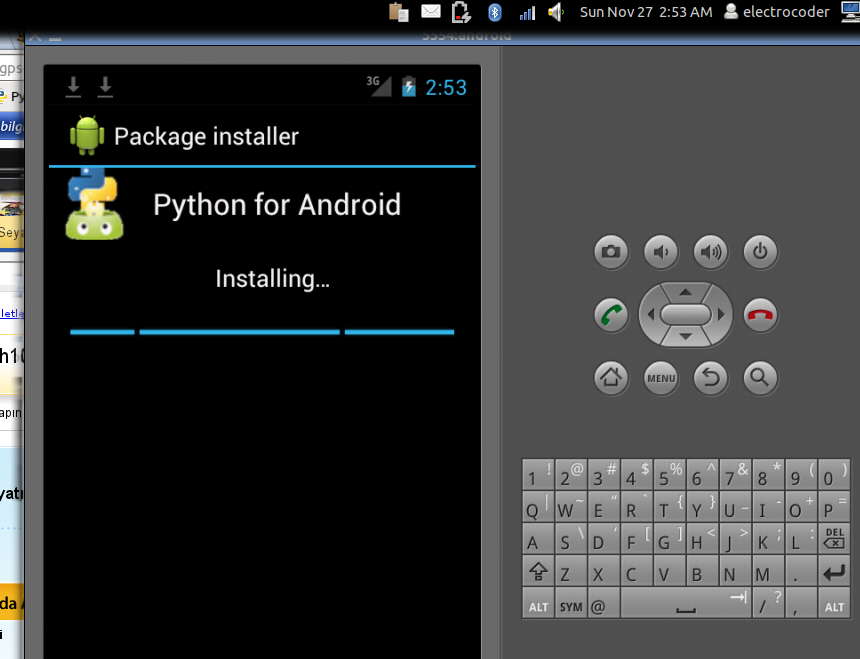 Sun Nov 27 2:53 AM electrocoder
5554:android
gps
Py
bilg
Seya
letle
h10
apın
yatı
da A
i
3G 2:53
Package installer
Python for Android
Installing...
MENU
1 ! 2 @ 3 # 4 $ 5 % 6 ^ 7 & 8 * 9 ( 0 )
Q | W ~ E " R ` T { Y } U _ I - O + P =
A S \ D ' F [ G ] H < J > K ; L : DEL
Z X C V B N M .
ALT SYM @ / ? , ALT